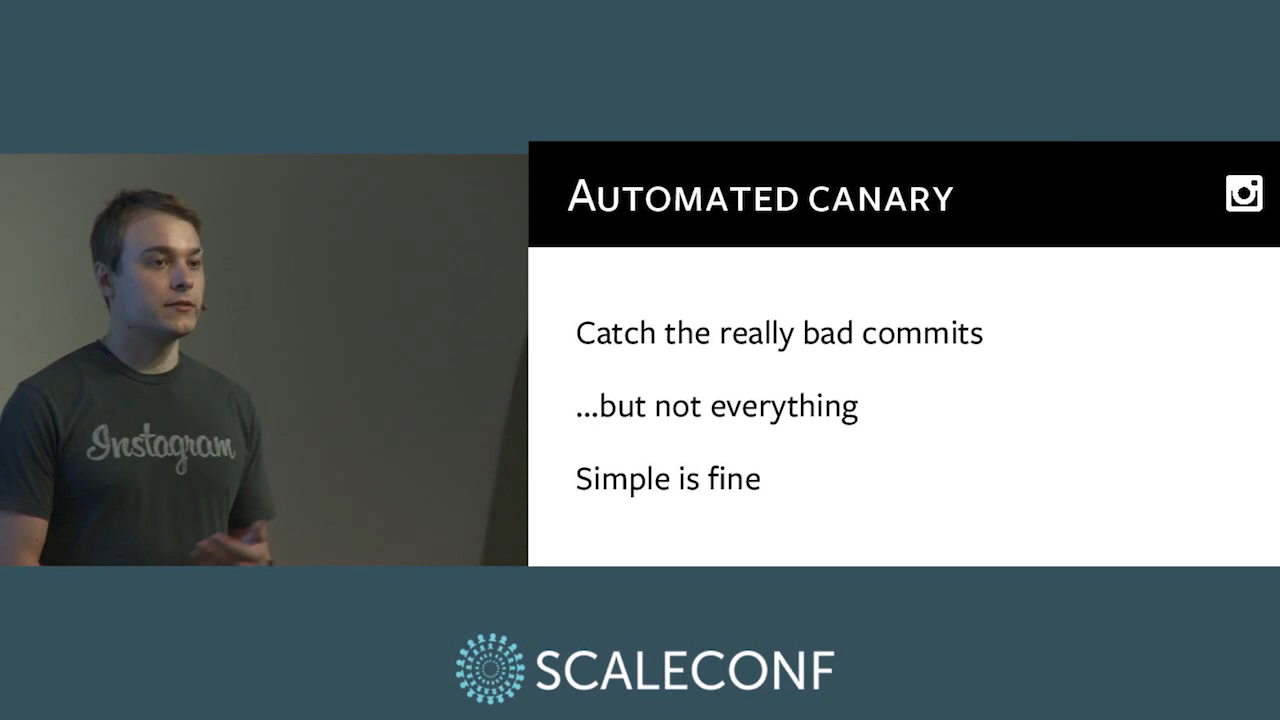 Automated canary
Catch the really bad commits
...but not everything
Simple is fine
Instagram
SCALECONF